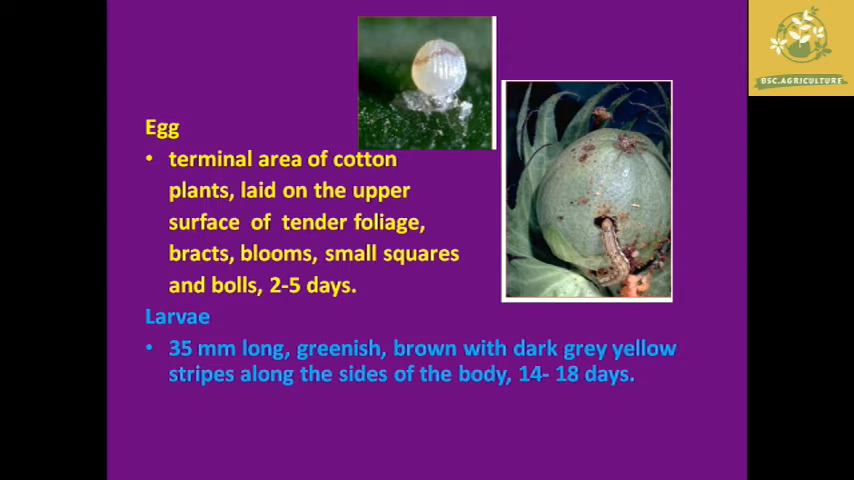 BSC.AGRICULTURE
Egg
• terminal area of cotton
plants, laid on the upper
surface of tender foliage,
bracts, blooms, small squares
and bolls, 2-5 days.
Larvae
• 35 mm long, greenish, brown with dark grey yellow
stripes along the sides of the body, 14- 18 days.